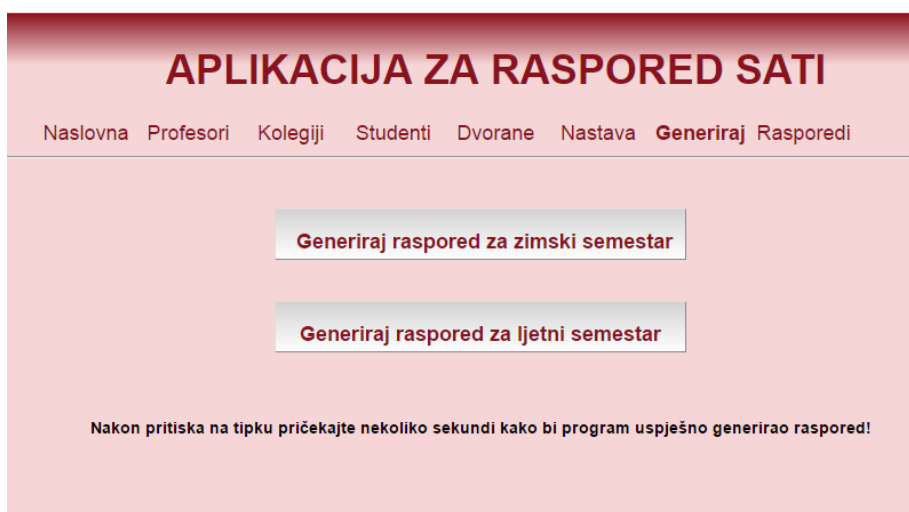 APLIKACIJA ZA RASPORED SATI
Naslovna Profesori Kolegiji Studenti Dvorane Nastava Generiraj Rasporedi
Generiraj raspored za zimski semestar
Generiraj raspored za ljetni semestar
Nakon pritiska na tipku pričekajte nekoliko sekundi kako bi program uspješno generirao raspored!